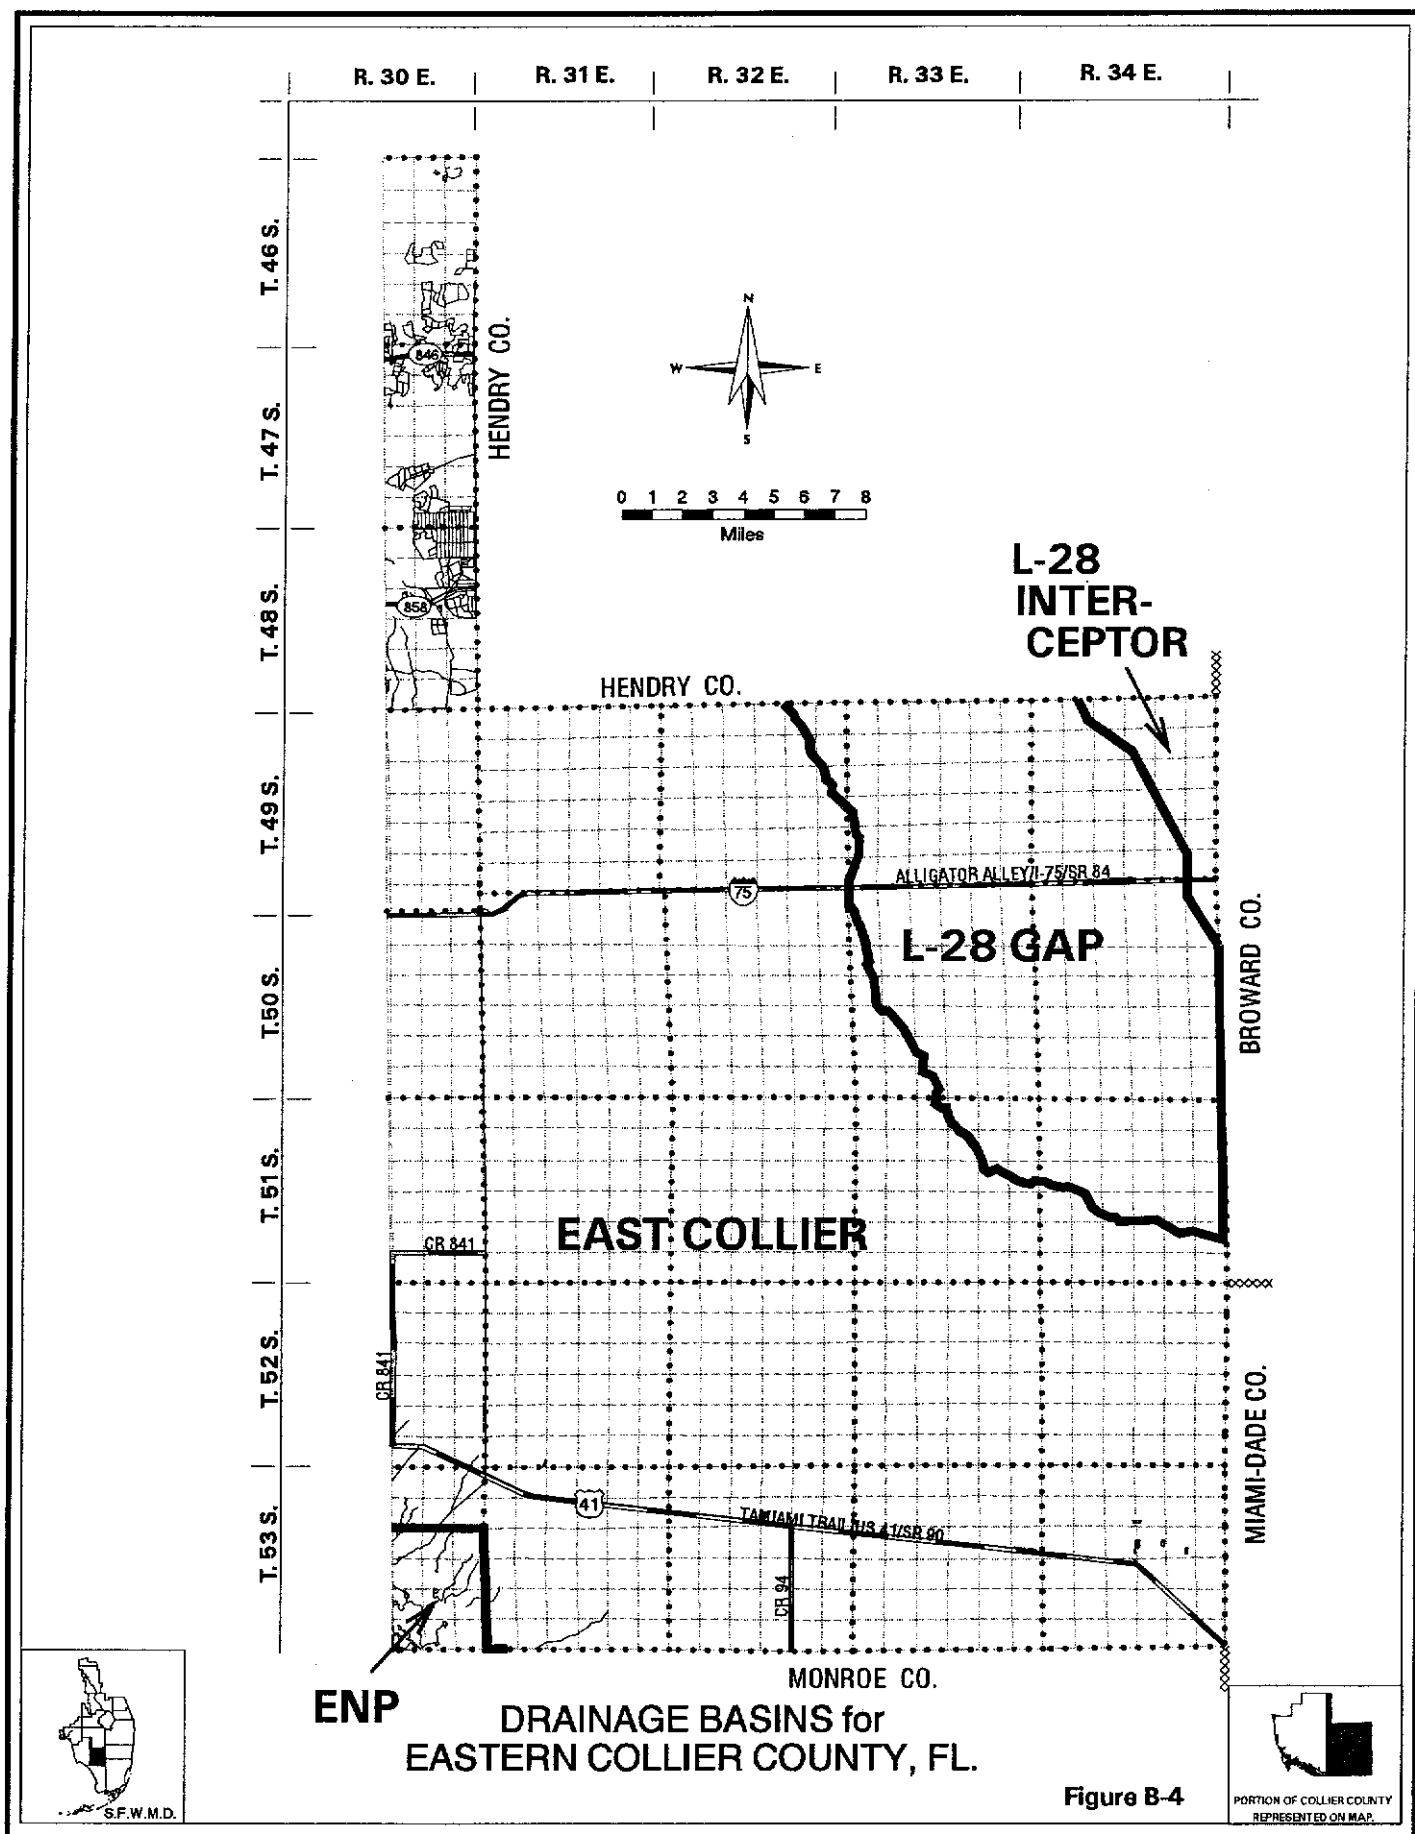 R. 30 E.
R. 31 E.
R. 32 E.
R. 33 E.
R. 34 E.
T. 46 S.
T. 47 S.
T. 48 S.
T. 49 S.
T.50 S.
T. 51 S.
T. 52 S.
T. 53 S.
846
HENDRY CO.
N
W
E
S
0 1 2 3 4 5 6 7 8
Miles
858
L-28
INTER-
CEPTOR
HENDRY CO.
ALLIGATOR ALLEY/I-75/SR 84
75
L-28 GAP
BROWARD CO.
EAST COLLIER
CR 841
CR 841
MIAMI-DADE CO.
41
TAMIAMI TRAIL/US 41/SR 90
CR 94
MONROE CO.
ENP
DRAINAGE BASINS for
EASTERN COLLIER COUNTY, FL.
Figure B-4
S.F.W.M.D.
PORTION OF COLLIER COUNTY
REPRESENTED ON MAP.